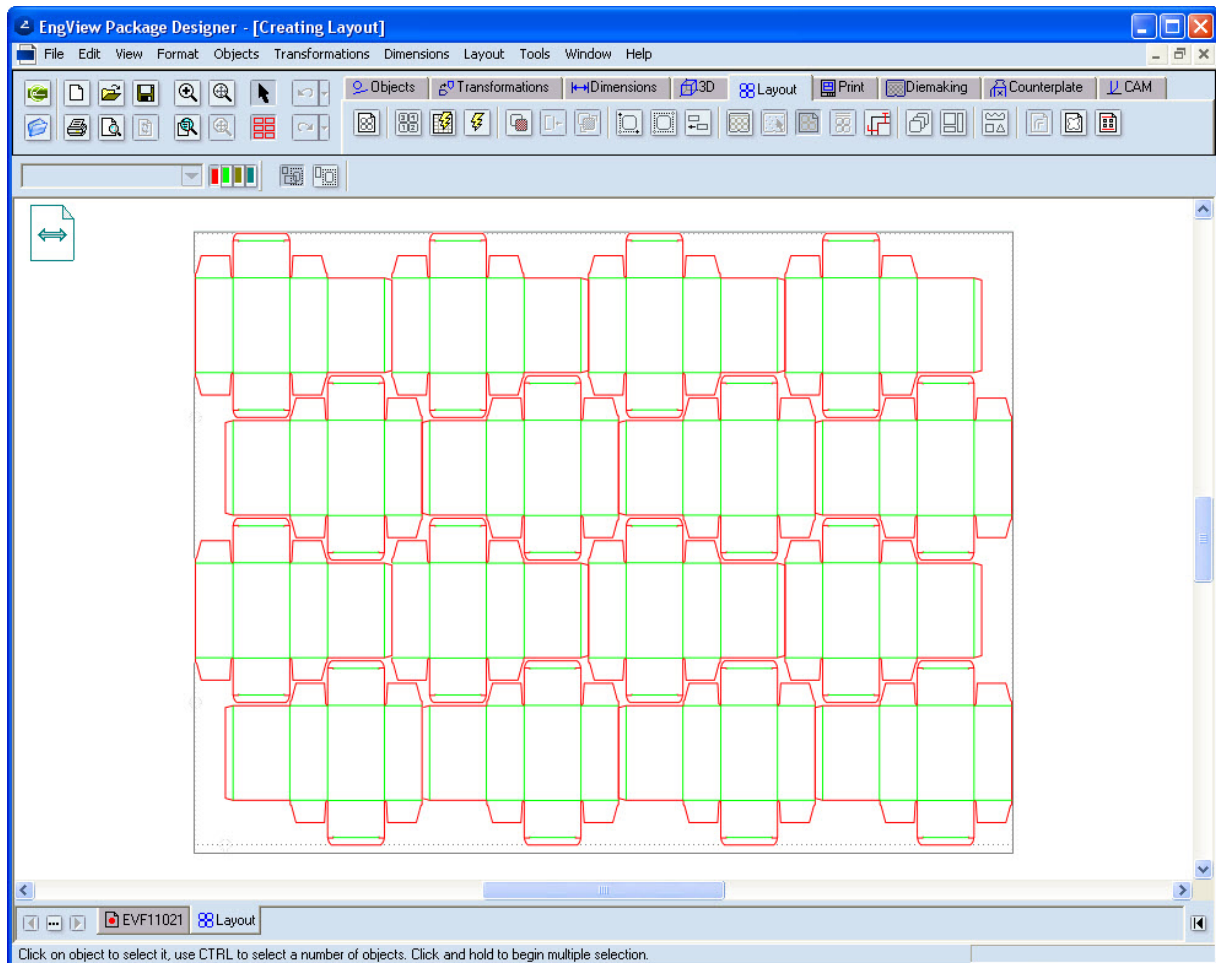 EngView Package Designer - [Creating Layout]
File Edit View Format Objects Transformations Dimensions Layout Tools Window Help
Objects Transformations Dimensions 3D Layout Print Diemaking Counterplate CAM
EVF11021 Layout
Click on object to select it, use CTRL to select a number of objects. Click and hold to begin multiple selection.